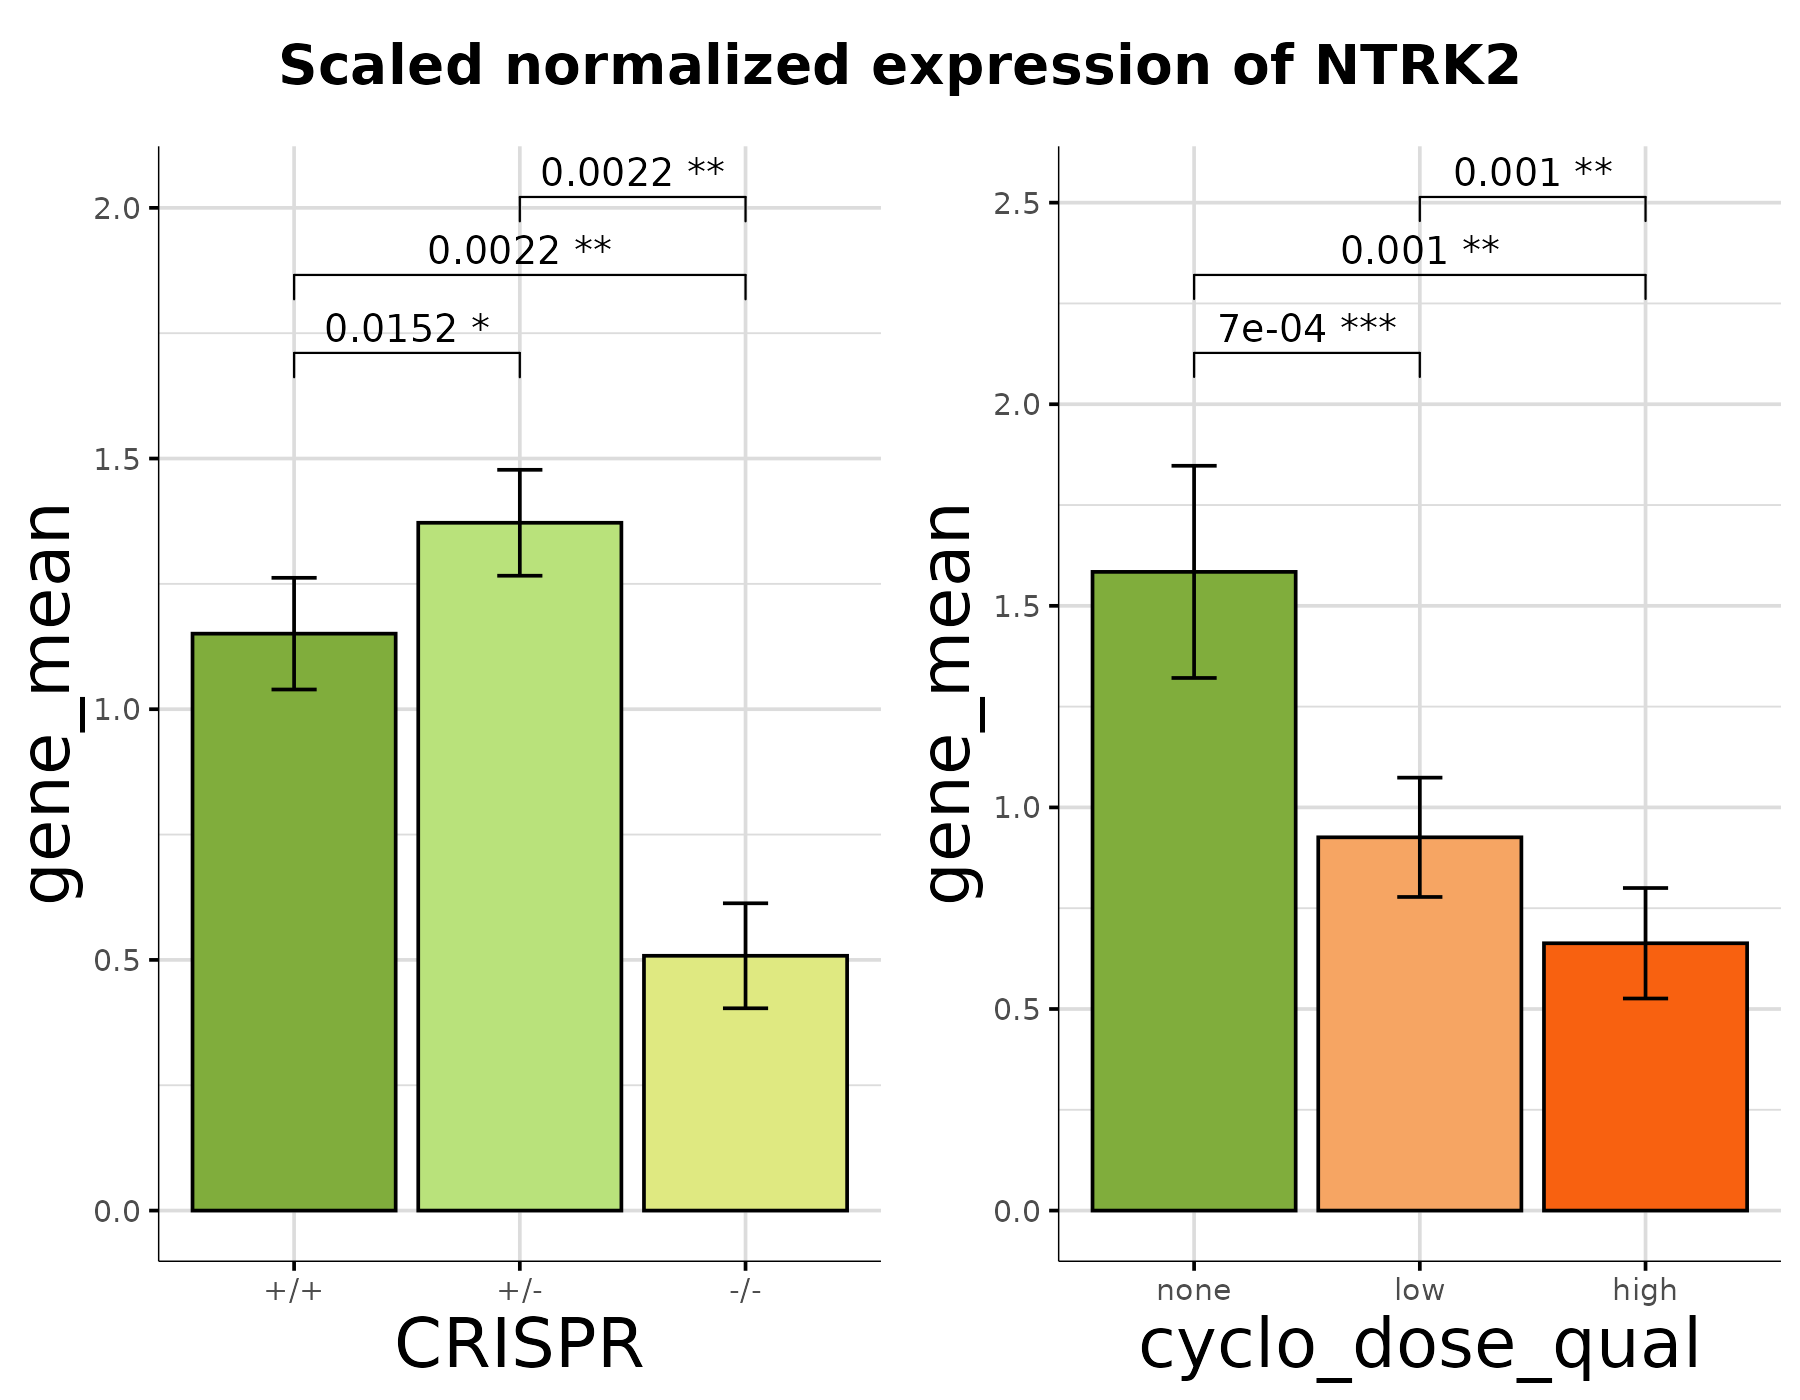 Scaled normalized expression of NTRK2
gene_mean
2.0
1.5
1.0
0.5
0.0
0.0022 **
0.0022 **
0.0152 *
+/+ +/- -/-
CRISPR
gene_mean
2.5
2.0
1.5
1.0
0.5
0.0
0.001 **
0.001 **
7e-04 ***
none low high
cyclo_dose_qual